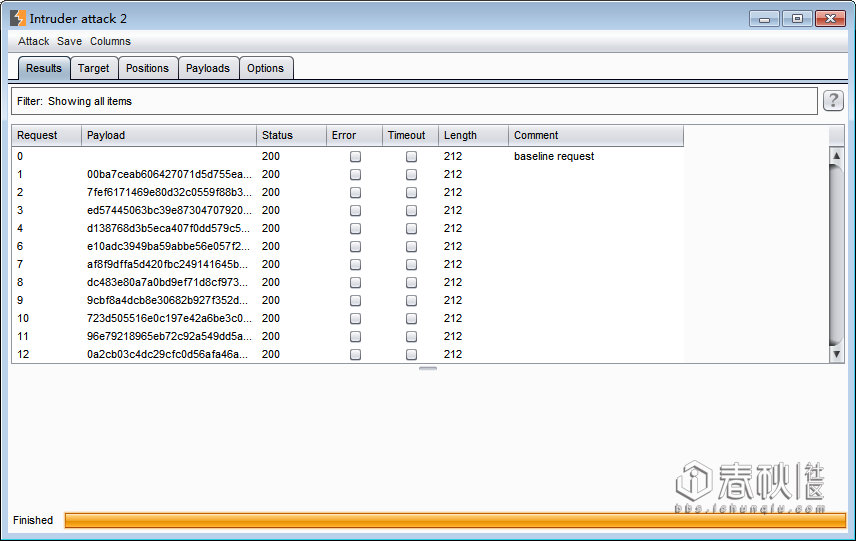 Intruder attack 2
Attack Save Columns
Results Target Positions Payloads Options
Filter: Showing all items
?
Request Payload Status Error Timeout Length Comment
0 200 212 baseline request
1 00ba7ceab606427071d5d755ea... 200 212
2 7fef6171469e80d32c0559f88b3... 200 212
3 ed57445063bc39e87304707920... 200 212
4 d138768d3b5eca407f0dd579c5... 200 212
6 e10adc3949ba59abbe56e057f2... 200 212
7 af8f9dffa5d420fbc249141645b... 200 212
8 dc483e80a7a0bd9ef71d8cf973... 200 212
9 9cbf8a4dcb8e30682b927f352d... 200 212
10 723d505516e0c197e42a6be3c0... 200 212
11 96e79218965eb72c92a549dd5a... 200 212
12 0a2cb03c4dc29cfc0d56afa46a... 200 212
春秋社区
bbs.ichunqiu.com
Finished